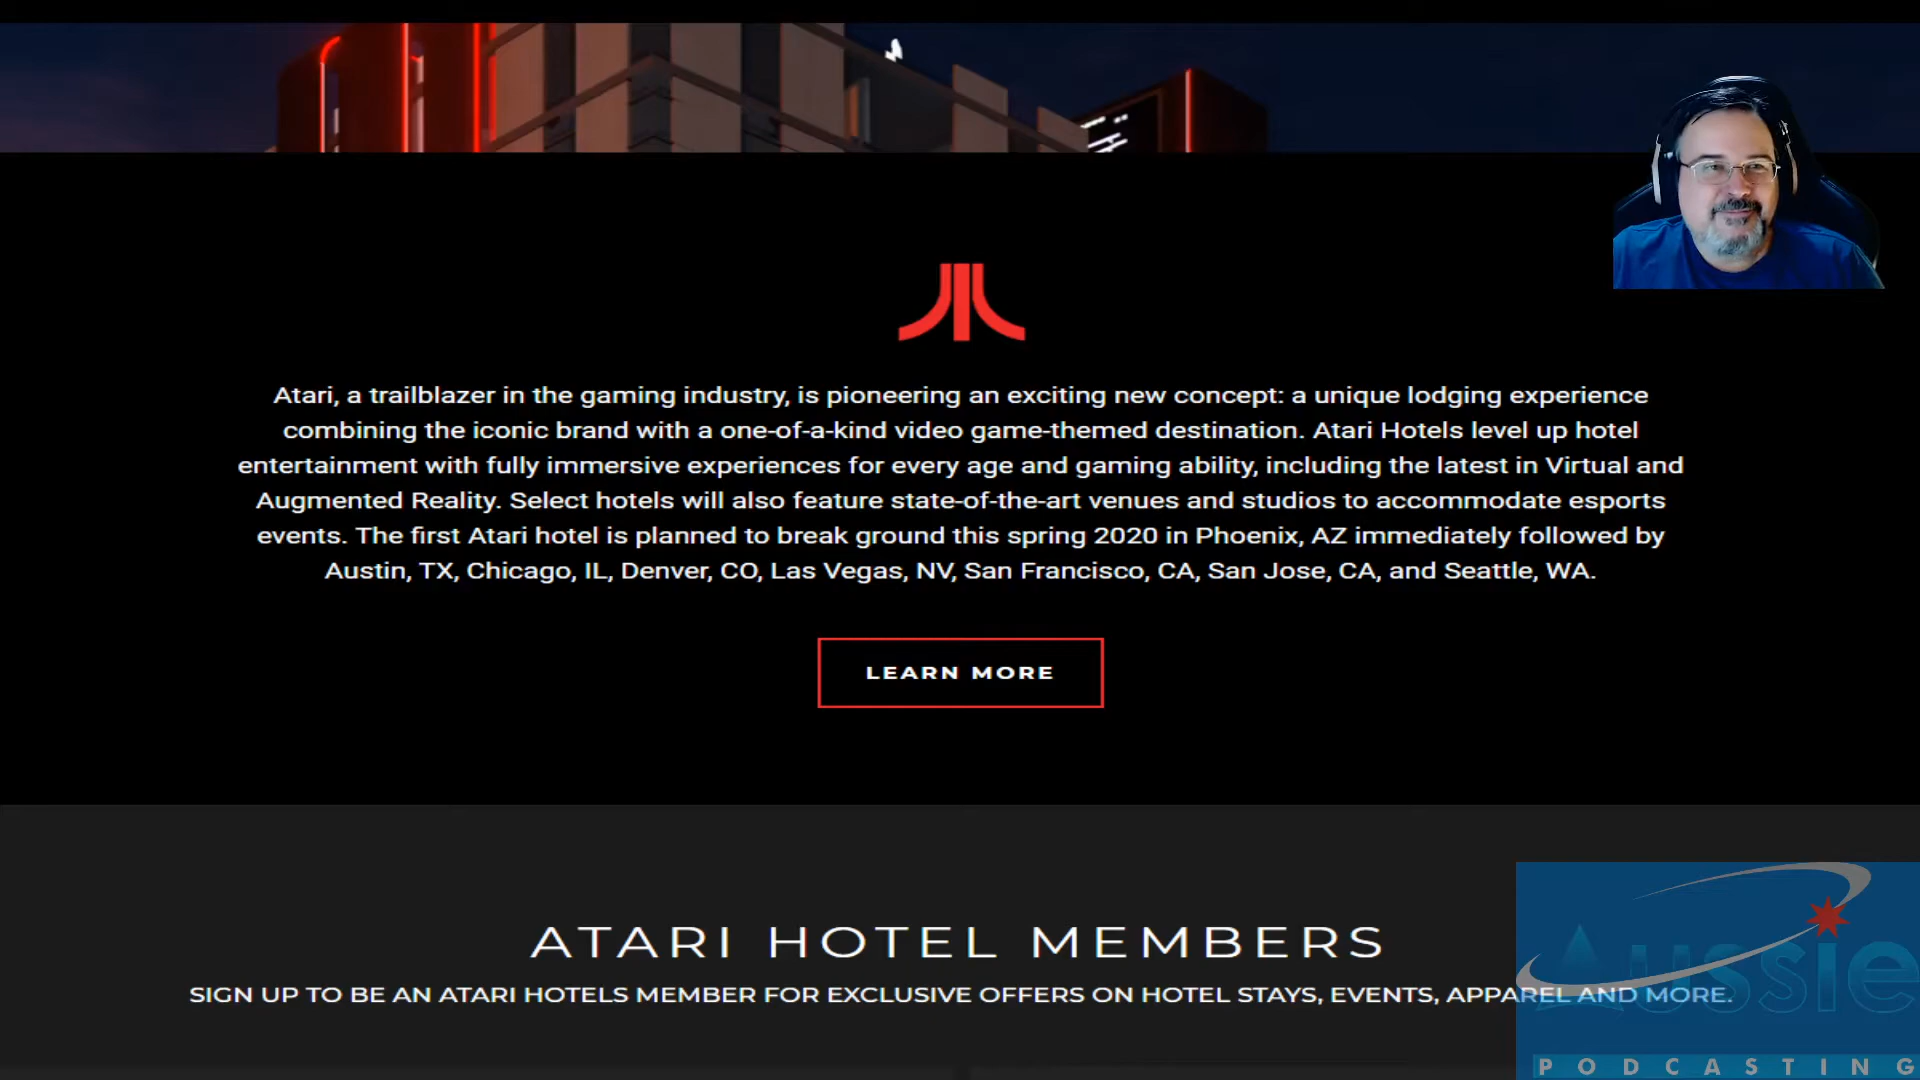 Atari, a trailblazer in the gaming industry, is pioneering an exciting new concept: a unique lodging experience
combining the iconic brand with a one-of-a-kind video game-themed destination. Atari Hotels level up hotel
entertainment with fully immersive experiences for every age and gaming ability, including the latest in Virtual and
Augmented Reality. Select hotels will also feature state-of-the-art venues and studios to accommodate esports
events. The first Atari hotel is planned to break ground this spring 2020 in Phoenix, AZ immediately followed by
Austin, TX, Chicago, IL, Denver, CO, Las Vegas, NV, San Francisco, CA, San Jose, CA, and Seattle, WA.
LEARN MORE
ATARI HOTEL MEMBERS
SIGN UP TO BE AN ATARI HOTELS MEMBER FOR EXCLUSIVE OFFERS ON HOTEL STAYS, EVENTS, APPAREL AND MORE.
Aussie
PODCASTING